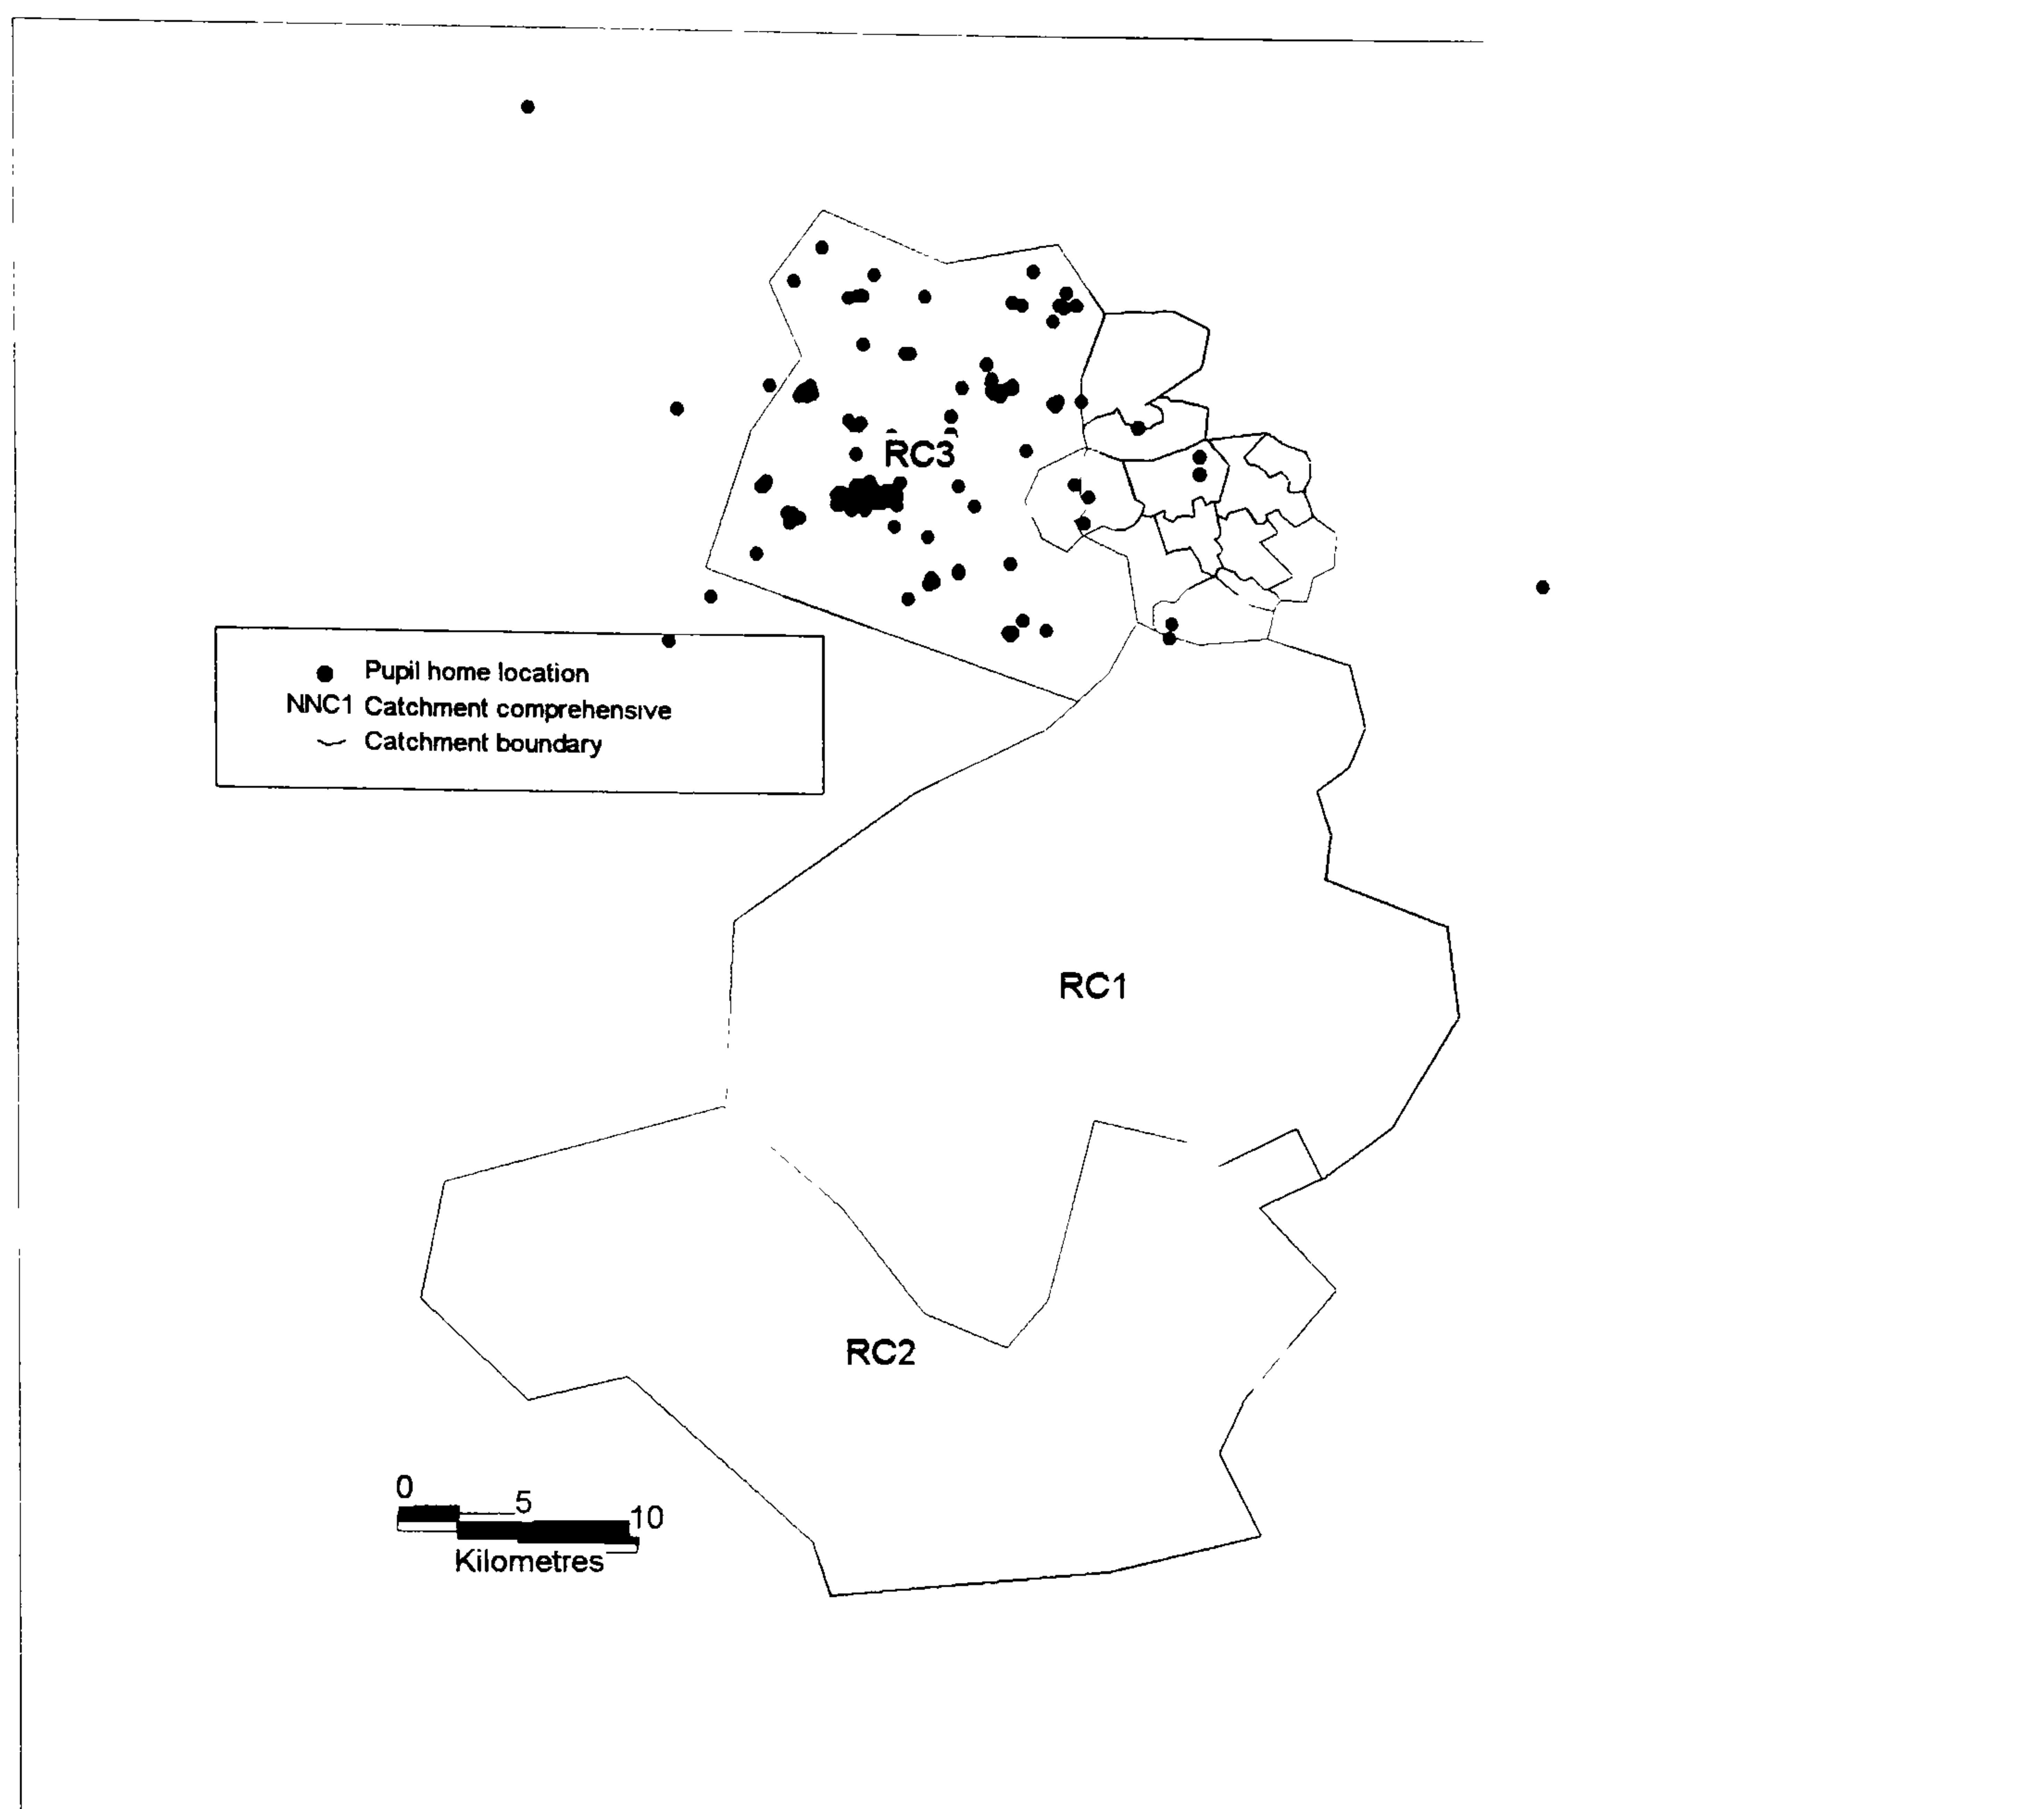 RC3
Pupil home location
NNC1 Catchment comprehensive
Catchment boundary
RC1
RC2
0 5 10
Kilometres